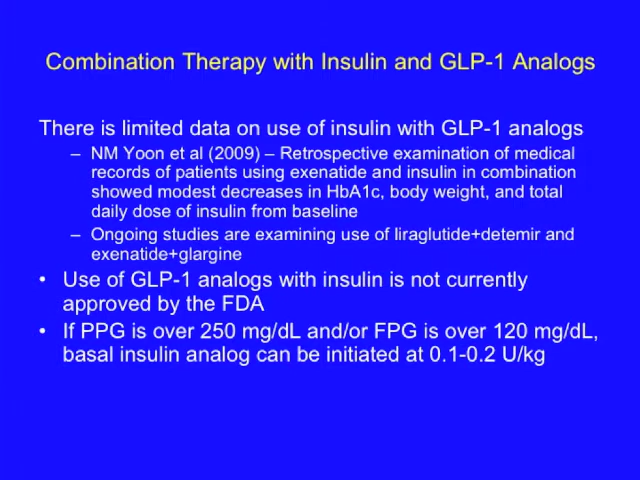 Combination Therapy with Insulin and GLP-1 Analogs
There is limited data on use of insulin with GLP-1 analogs
– NM Yoon et al (2009) – Retrospective examination of medical
records of patients using exenatide and insulin in combination
showed modest decreases in HbA1c, body weight, and total
daily dose of insulin from baseline
– Ongoing studies are examining use of liraglutide+detemir and
exenatide+glargine
• Use of GLP-1 analogs with insulin is not currently
approved by the FDA
• If PPG is over 250 mg/dL and/or FPG is over 120 mg/dL,
basal insulin analog can be initiated at 0.1-0.2 U/kg